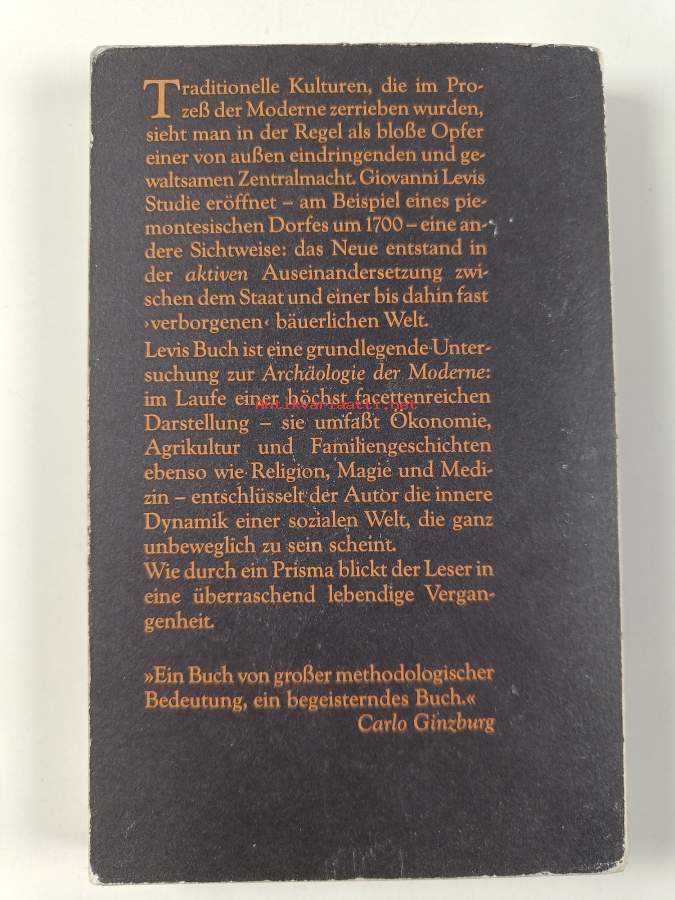 Traditionelle Kulturen, die im Pro-
zeß der Moderne zerrieben wurden,
sieht man in der Regel als bloße Opfer
einer von außen eindringenden und ge-
waltsamen Zentralmacht. Giovanni Levis
Studie eröffnet – am Beispiel eines pie-
montesischen Dorfes um 1700 – eine an-
dere Sichtweise: das Neue entstand in
der aktiven Auseinandersetzung zwi-
schen dem Staat und einer bis dahin fast
›verborgenen‹ bäuerlichen Welt.
Levis Buch ist eine grundlegende Unter-
suchung zur Archäologie der Moderne:
im Laufe einer höchst facettenreichen
Antikvariaatti.net
Darstellung – sie umfaßt Ökonomie,
Agrikultur und Familiengeschichten
ebenso wie Religion, Magie und Medi-
zin – entschlüsselt der Autor die innere
Dynamik einer sozialen Welt, die ganz
unbeweglich zu sein scheint.
Wie durch ein Prisma blickt der Leser in
eine überraschend lebendige Vergan-
genheit.
»Ein Buch von großer methodologischer
Bedeutung, ein begeisterndes Buch.«
Carlo Ginzburg